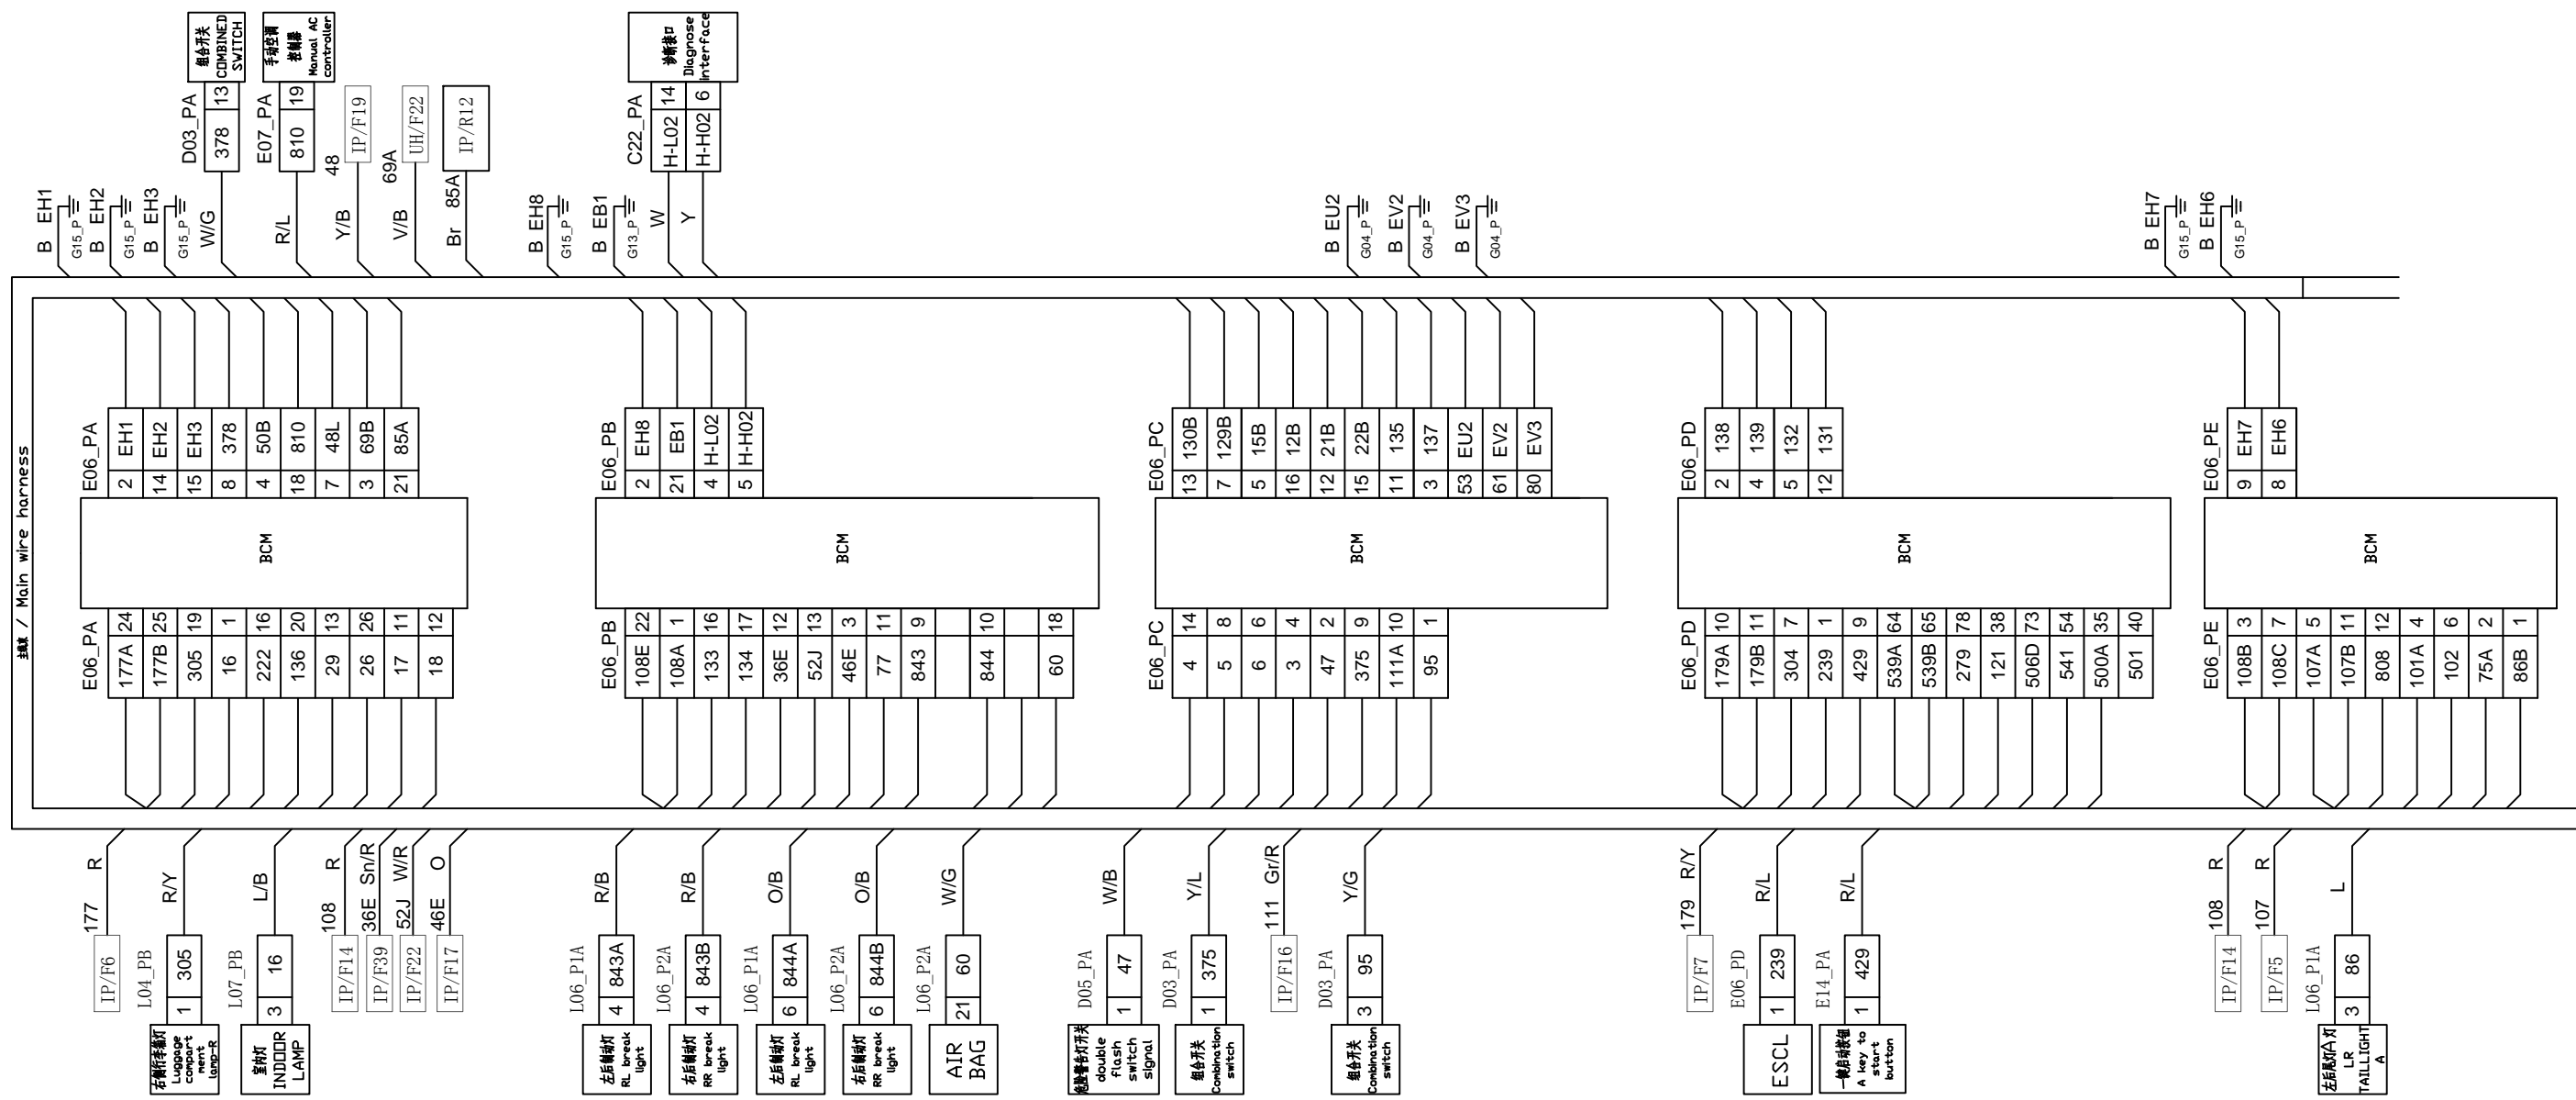 主线束 / Main wire harness
组合开关
COMBINED
SWITCH
D03_PA
378 13
W/G
手动空调
控制器
Manual AC
controller
E07_PA
810 19
R/L
B EH1
G15_P
B EH2
G15_P
B EH3
G15_P
Y/B 48
IP/F19
V/B 69A
UH/F22
Br 85A
IP/R12
B EH8
G15_P
B EB1
G13_P
诊断接口
Diagnose
interface
C22_PA
H-L02 14
H-H02 6
W
Y
B EU2
G04_P
B EV2
G04_P
B EV3
G04_P
B EH7
G15_P
B EH6
G15_P
E06_PA
2 EH1
14 EH2
15 EH3
8 378
4 50B
18 810
7 48L
3 69B
21 85A
BCM
E06_PA
177A 24
177B 25
305 19
16 1
222 16
136 20
29 13
26 26
17 11
18 12
E06_PB
2 EH8
21 EB1
4 H-L02
5 H-H02
BCM
E06_PB
108E 22
108A 1
133 16
134 17
36E 12
52J 13
46E 3
77 11
843 9
844 10
60 18
E06_PC
13 130B
7 129B
5 15B
16 12B
12 21B
15 22B
11 135
3 137
53 EU2
61 EV2
80 EV3
BCM
E06_PC
4 14
5 8
6 6
3 4
47 2
375 9
111A 10
95 1
E06_PD
2 138
4 139
5 132
12 131
BCM
E06_PD
179A 10
179B 11
304 7
239 1
429 9
539A 64
539B 65
279 78
121 38
506D 73
541 54
500A 35
501 40
E06_PE
9 EH7
8 EH6
BCM
E06_PE
108B 3
108C 7
107A 5
107B 11
808 12
101A 4
102 6
75A 2
86B 1
177 R
IP/F6
R/Y
L04_PB
1 305
右侧行李箱灯
Luggage
compart
ment
lamp-R
L/B
L07_PB
3 16
室内灯
INDOOR
LAMP
108 R
IP/F14
36E Sn/R
IP/F39
52J W/R
IP/F22
46E O
IP/F17
R/B
L06_P1A
4 843A
左后制动灯
RL break
light
R/B
L06_P2A
4 843B
右后制动灯
RR break
light
O/B
L06_P1A
6 844A
左后制动灯
RL break
light
O/B
L06_P2A
6 844B
右后制动灯
RR break
light
W/G
L06_P2A
21 60
AIR
BAG
W/B
D05_PA
1 47
危险警告灯开关
double
flash
switch
signal
Y/L
D03_PA
1 375
组合开关
Combination
switch
111 Gr/R
IP/F16
Y/G
D03_PA
3 95
组合开关
Combination
switch
179 R/Y
IP/F7
R/L
E06_PD
1 239
ESCL
R/L
E14_PA
1 429
一键启动按钮
A key to
start
button
108 R
IP/F14
107 R
IP/F5
L
L06_P1A
3 86
左后尾灯A灯
LR
TAILLIGHT
A